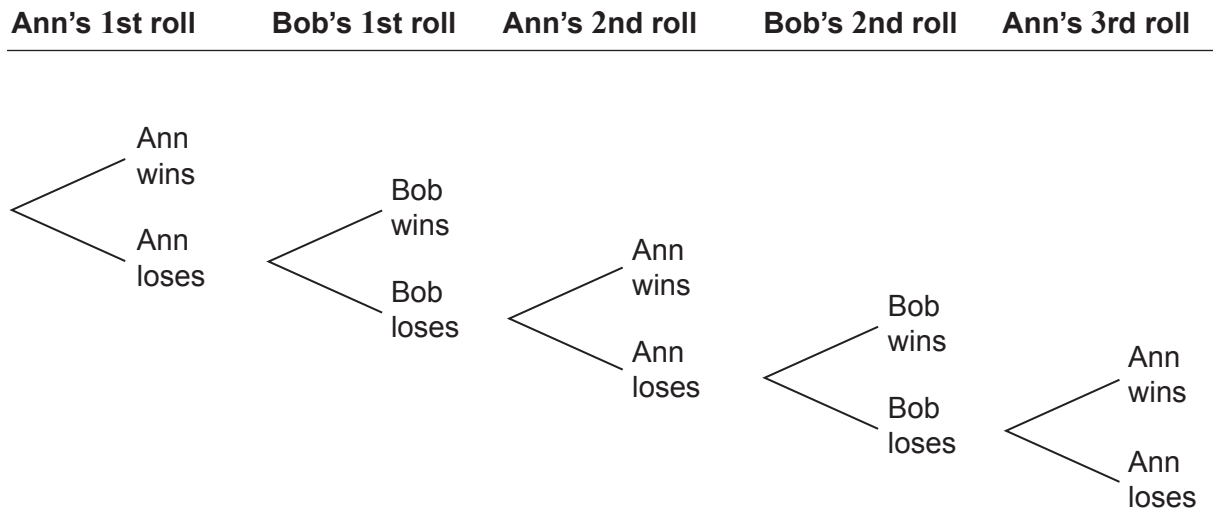 Ann’s 1st roll Bob’s 1st roll Ann’s 2nd roll Bob’s 2nd roll Ann’s 3rd roll
Ann
wins
Ann
loses
Bob
wins
Bob
loses
Ann
wins
Ann
loses
Bob
wins
Bob
loses
Ann
wins
Ann
loses